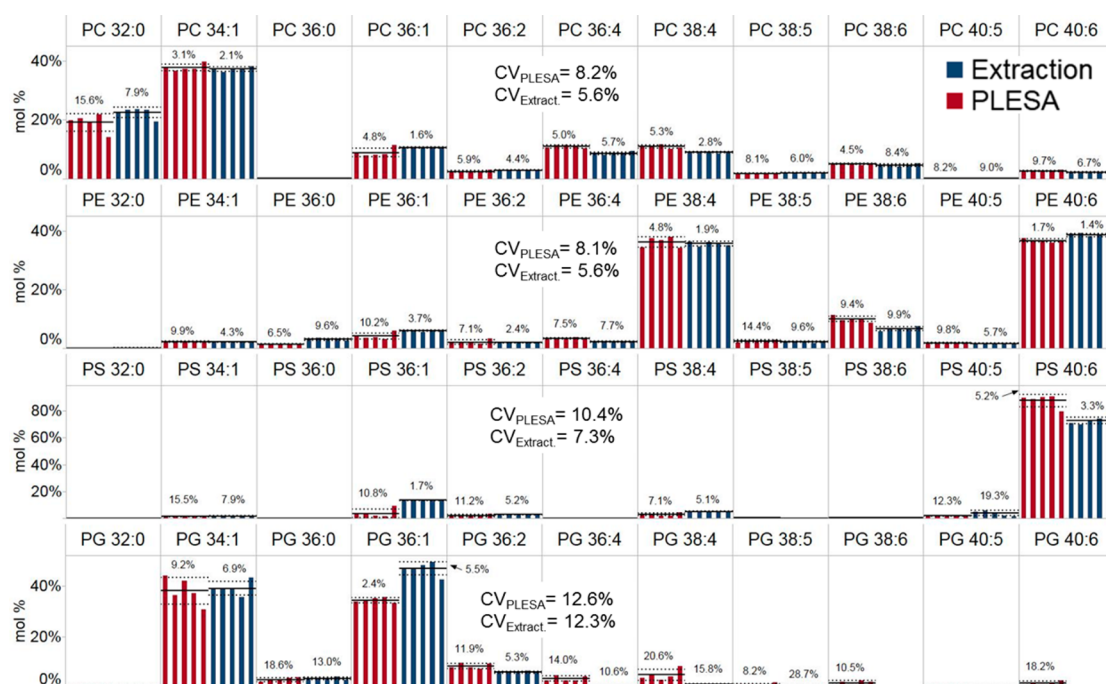 PC 32:0 PC 34:1 PC 36:0 PC 36:1 PC 36:2 PC 36:4 PC 38:4 PC 38:5 PC 38:6 PC 40:5 PC 40:6
40%
20%
0%
mol %
15.6% 7.9% 3.1% 2.1% 4.8% 1.6% 5.9% 4.4% 5.0% 5.7% 5.3% 2.8% 8.1% 6.0% 4.5% 8.4% 8.2% 9.0% 9.7% 6.7%
CVPLESA= 8.2%
CVExtract.= 5.6%
Extraction
PLESA
PE 32:0 PE 34:1 PE 36:0 PE 36:1 PE 36:2 PE 36:4 PE 38:4 PE 38:5 PE 38:6 PE 40:5 PE 40:6
40%
20%
0%
mol %
9.9% 4.3% 6.5% 9.6% 10.2% 3.7% 7.1% 2.4% 7.5% 7.7% 4.8% 1.9% 14.4% 9.6% 9.4% 9.9% 9.8% 5.7% 1.7% 1.4%
CVPLESA= 8.1%
CVExtract.= 5.6%
PS 32:0 PS 34:1 PS 36:0 PS 36:1 PS 36:2 PS 36:4 PS 38:4 PS 38:5 PS 38:6 PS 40:5 PS 40:6
80%
60%
40%
20%
mol %
15.5% 7.9% 10.8% 1.7% 11.2% 5.2% 7.1% 5.1% 12.3% 19.3% 5.2% 3.3%
CVPLESA= 10.4%
CVExtract.= 7.3%
PG 32:0 PG 34:1 PG 36:0 PG 36:1 PG 36:2 PG 36:4 PG 38:4 PG 38:5 PG 38:6 PG 40:5 PG 40:6
40%
20%
0%
mol %
9.2% 6.9% 18.6% 13.0% 2.4% 5.5% 11.9% 5.3% 14.0% 10.6% 20.6% 15.8% 8.2% 28.7% 10.5% 18.2%
CVPLESA= 12.6%
CVExtract.= 12.3%